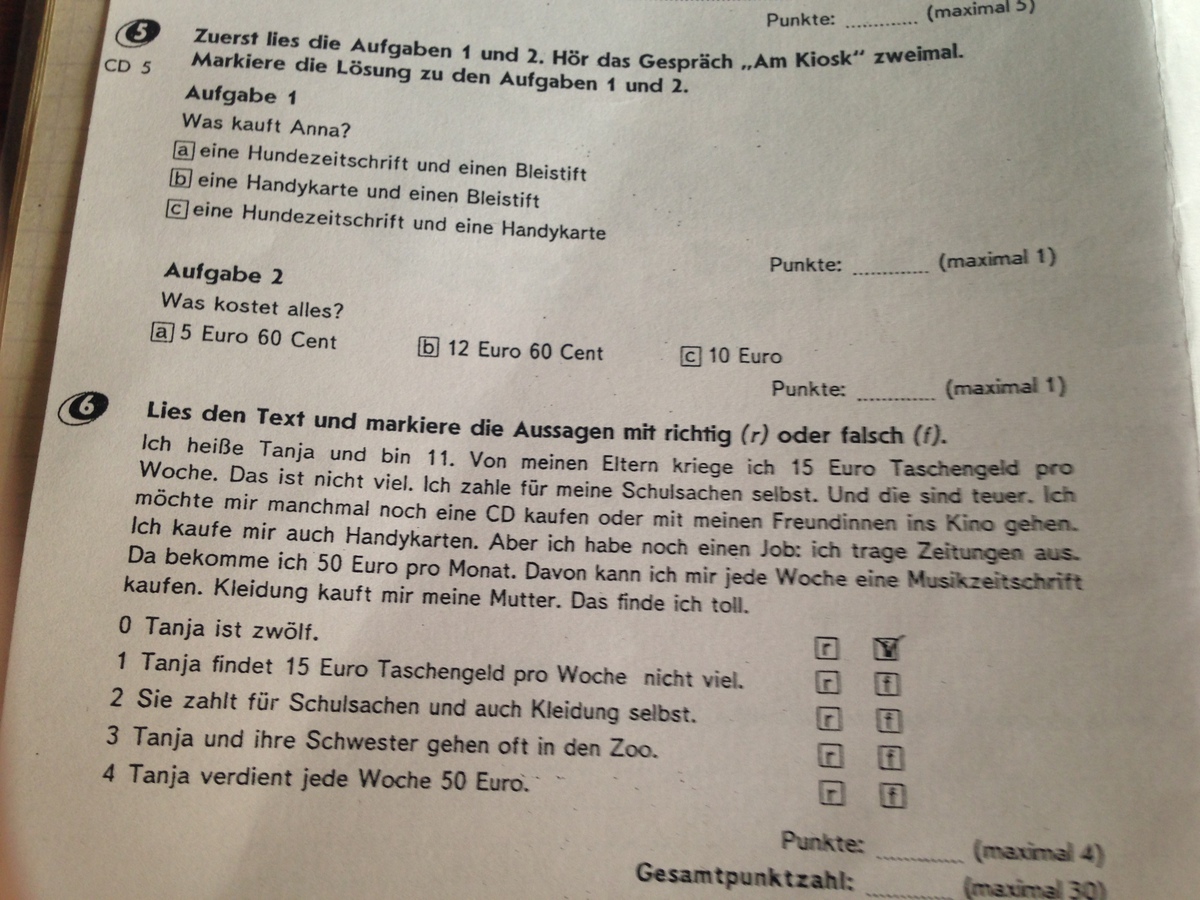 Punkte: ............ (maximal 5)
5 Zuerst lies die Aufgaben 1 und 2. Hör das Gespräch „Am Kiosk“ zweimal.
CD 5 Markiere die Lösung zu den Aufgaben 1 und 2.
Aufgabe 1
Was kauft Anna?
a eine Hundezeitschrift und einen Bleistift
b eine Handykarte und einen Bleistift
c eine Hundezeitschrift und eine Handykarte
Punkte: ............ (maximal 1)
Aufgabe 2
Was kostet alles?
a 5 Euro 60 Cent b 12 Euro 60 Cent c 10 Euro
Punkte: ............ (maximal 1)
6 Lies den Text und markiere die Aussagen mit richtig (r) oder falsch (f).
Ich heiße Tanja und bin 11. Von meinen Eltern kriege ich 15 Euro Taschengeld pro
Woche. Das ist nicht viel. Ich zahle für meine Schulsachen selbst. Und die sind teuer. Ich
möchte mir manchmal noch eine CD kaufen oder mit meinen Freundinnen ins Kino gehen.
Ich kaufe mir auch Handykarten. Aber ich habe noch einen Job: ich trage Zeitungen aus.
Da bekomme ich 50 Euro pro Monat. Davon kann ich mir jede Woche eine Musikzeitschrift
kaufen. Kleidung kauft mir meine Mutter. Das finde ich toll.
0 Tanja ist zwölf. r
1 Tanja findet 15 Euro Taschengeld pro Woche nicht viel. r f
2 Sie zahlt für Schulsachen und auch Kleidung selbst. r f
3 Tanja und ihre Schwester gehen oft in den Zoo. r f
4 Tanja verdient jede Woche 50 Euro. r f
Punkte: ............ (maximal 4)
Gesamtpunktzahl: ............ (maximal 30)